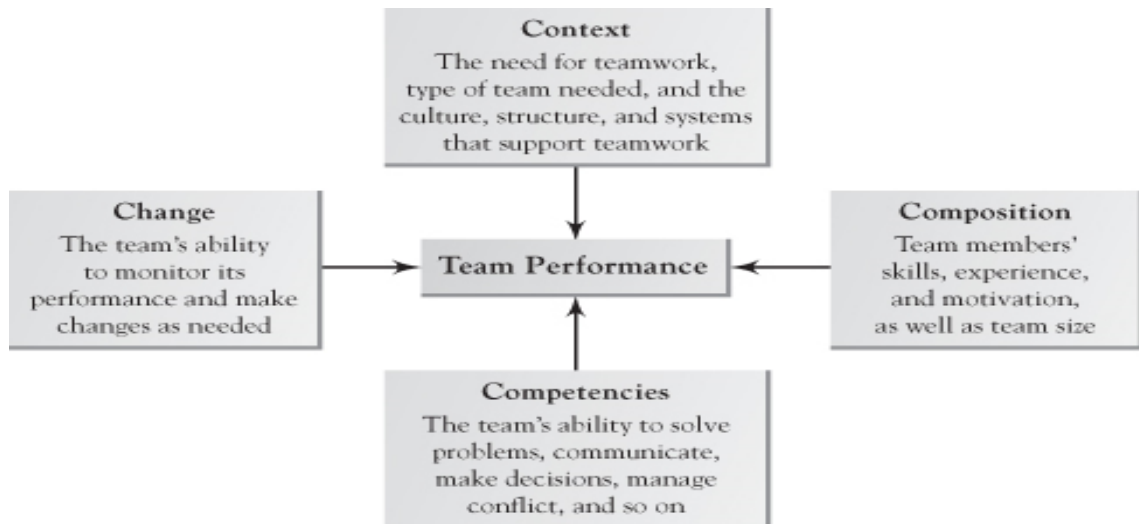 Context
The need for teamwork,
type of team needed, and the
culture, structure, and systems
that support teamwork
Change
The team's ability
to monitor its
performance and make
changes as needed
Team Performance
Composition
Team members'
skills, experience,
and motivation,
as well as team size
Competencies
The team's ability to solve
problems, communicate,
make decisions, manage
conflict, and so on